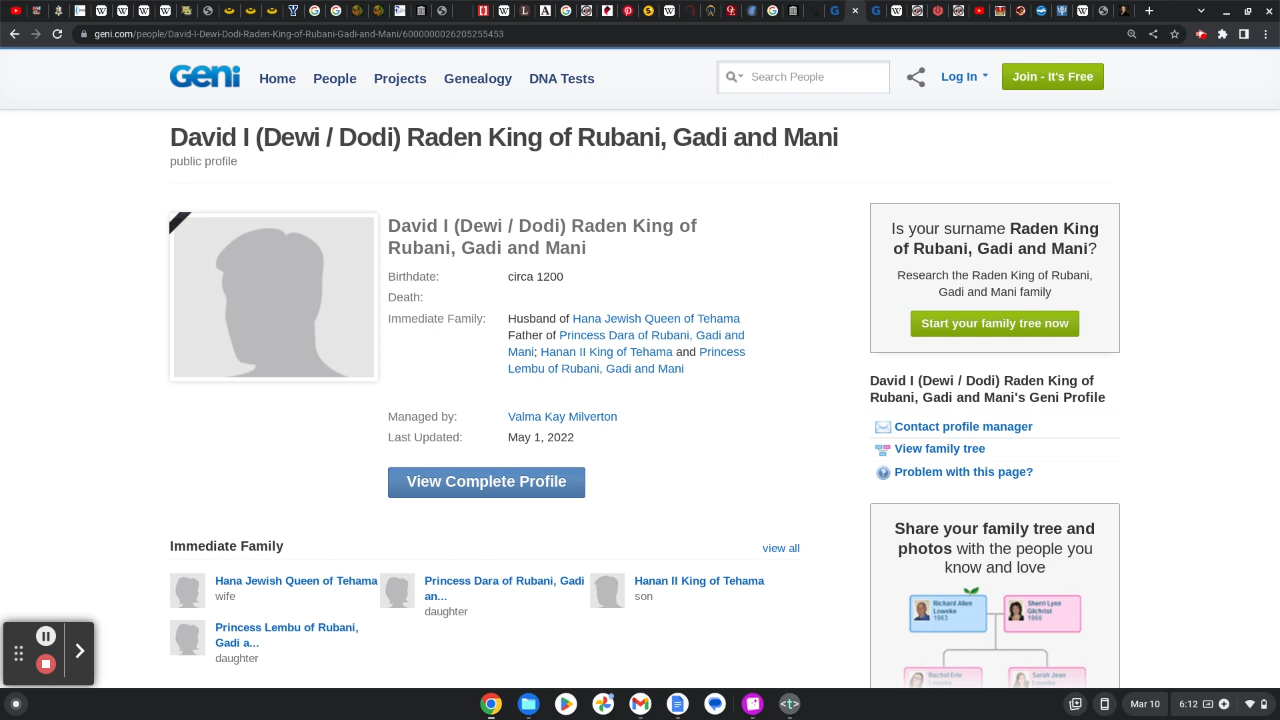 geni.com/people/David-I-Dewi-Dodi-Raden-King-of-Rubani-Gadi-and-Mani/6000000026205255453
Geni
Home People Projects Genealogy DNA Tests
Search People
Log In
Join - It's Free
David I (Dewi / Dodi) Raden King of Rubani, Gadi and Mani
public profile
David I (Dewi / Dodi) Raden King of
Rubani, Gadi and Mani
Birthdate: circa 1200
Death:
Immediate Family: Husband of Hana Jewish Queen of Tehama
Father of Princess Dara of Rubani, Gadi and
Mani; Hanan II King of Tehama and Princess
Lembu of Rubani, Gadi and Mani
Managed by: Valma Kay Milverton
Last Updated: May 1, 2022
View Complete Profile
Immediate Family view all
Hana Jewish Queen of Tehama
wife
Princess Dara of Rubani, Gadi
an...
daughter
Hanan II King of Tehama
son
Princess Lembu of Rubani,
Gadi a...
daughter
Is your surname Raden King
of Rubani, Gadi and Mani?
Research the Raden King of Rubani,
Gadi and Mani family
Start your family tree now
David I (Dewi / Dodi) Raden King of
Rubani, Gadi and Mani's Geni Profile
Contact profile manager
View family tree
Problem with this page?
Share your family tree and
photos with the people you
know and love
Richard Allen
Loweke
1963
Sherri Lynn
Gilchrist
1966
Rachel Erin
Loweke
Sarah Jean
Loweke
Mar 10 6:12